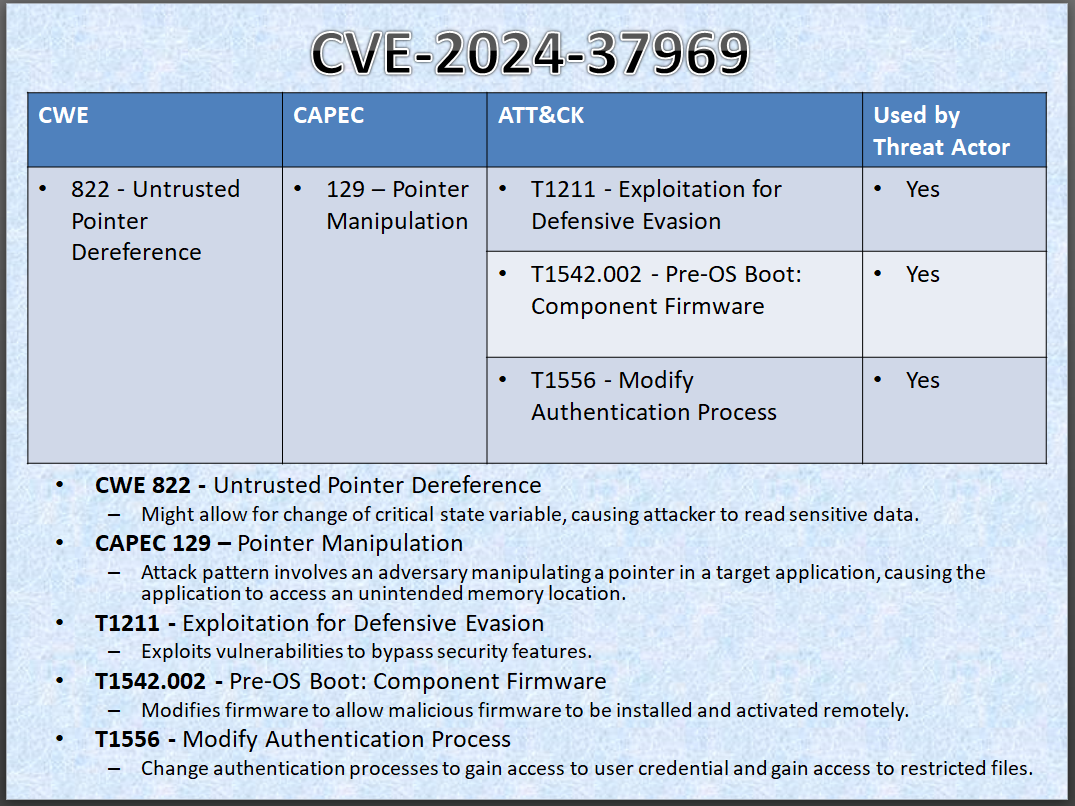 CVE-2024-37969
CWE
CAPEC
ATT&CK
Used by
Threat Actor
• 822 - Untrusted
Pointer
Dereference
• 129 – Pointer
Manipulation
• T1211 - Exploitation for
Defensive Evasion
• Yes
• T1542.002 - Pre-OS Boot:
Component Firmware
• Yes
• T1556 - Modify
Authentication Process
• Yes
• CWE 822 - Untrusted Pointer Dereference
– Might allow for change of critical state variable, causing attacker to read sensitive data.
• CAPEC 129 – Pointer Manipulation
– Attack pattern involves an adversary manipulating a pointer in a target application, causing the
application to access an unintended memory location.
• T1211 - Exploitation for Defensive Evasion
– Exploits vulnerabilities to bypass security features.
• T1542.002 - Pre-OS Boot: Component Firmware
– Modifies firmware to allow malicious firmware to be installed and activated remotely.
• T1556 - Modify Authentication Process
– Change authentication processes to gain access to user credential and gain access to restricted files.